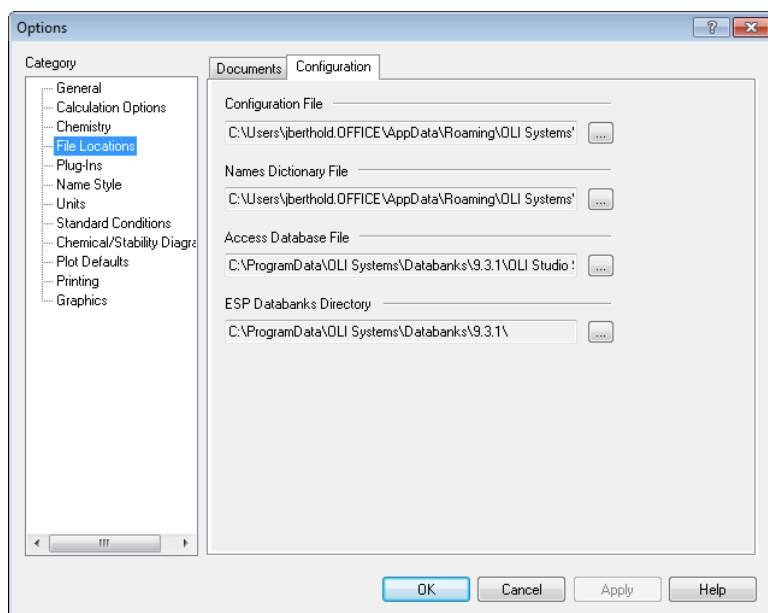 Options
Category
General
Calculation Options
Chemistry
File Locations
Plug-Ins
Name Style
Units
Standard Conditions
Chemical/Stability Diagra
Plot Defaults
Printing
Graphics
Documents
Configuration
Configuration File
C:\Users\jberthold.OFFICE\AppData\Roaming\OLI Systems'
...
Names Dictionary File
C:\Users\jberthold.OFFICE\AppData\Roaming\OLI Systems'
...
Access Database File
C:\ProgramData\OLI Systems\Databanks\9.3.1\OLI Studio
...
ESP Databanks Directory
C:\ProgramData\OLI Systems\Databanks\9.3.1\
...
OK
Cancel
Apply
Help